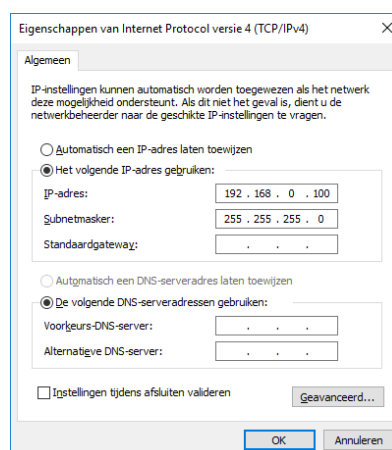 Eigenschappen van Internet Protocol versie 4 (TCP/IPv4)
Algemeen
IP-instellingen kunnen automatisch worden toegewezen als het netwerk
deze mogelijkheid ondersteunt. Als dit niet het geval is, dient u de
netwerkbeheerder naar de geschikte IP-instellingen te vragen.
Automatisch een IP-adres laten toewijzen
Het volgende IP-adres gebruiken:
IP-adres: 192 . 168 . 0 . 100
Subnetmasker: 255 . 255 . 255 . 0
Standaardgateway: . . .
Automatisch een DNS-serveradres laten toewijzen
De volgende DNS-serveradressen gebruiken:
Voorkeurs-DNS-server: . . .
Alternatieve DNS-server: . . .
Instellingen tijdens afsluiten valideren
Geavanceerd...
OK Annuleren